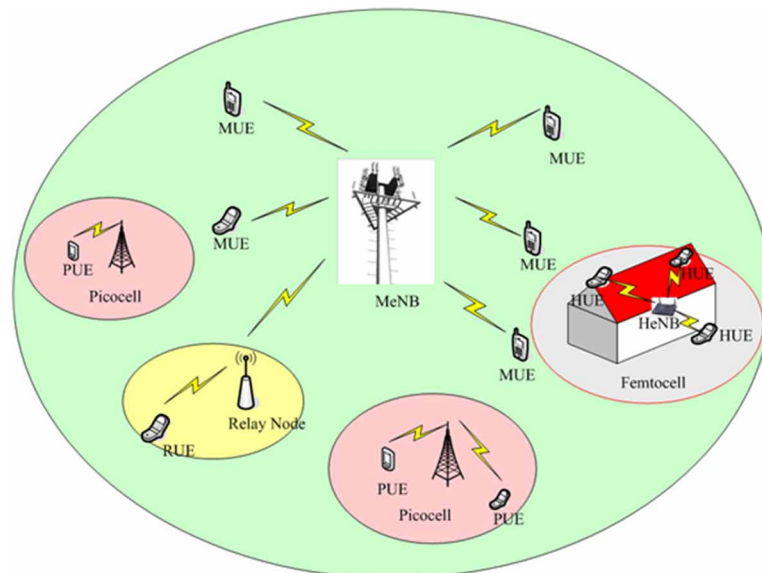 MUE
MUE
MUE
MUE
MeNB
MUE
PUE
Picocell
HUE
HUE
HeNB
HUE
Femtocell
Relay Node
RUE
PUE
Picocell
PUE